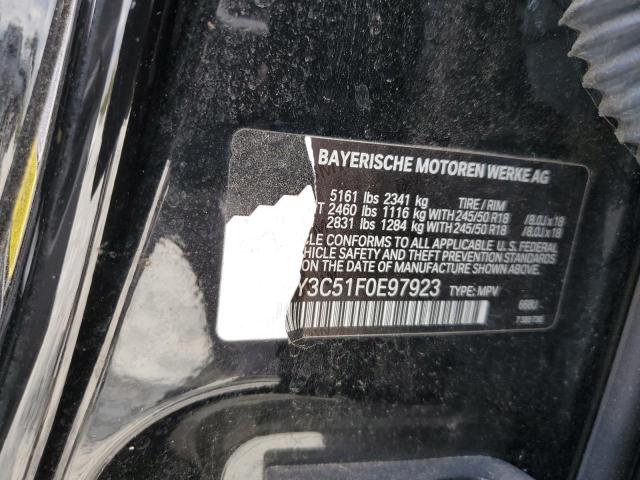 BAYERISCHE MOTOREN WERKE AG
5161 lbs 2341 kg TIRE / RIM
T 2460 lbs 1116 kg WITH 245/50 R18 /8.0J x 18
2831 lbs 1284 kg WITH 245/50 R18 /8.0J x 18
EHICLE CONFORMS TO ALL APPLICABLE U.S. FEDERAL
VEHICLE SAFETY AND THEFT PREVENTION STANDARDS
ON THE DATE OF MANUFACTURE SHOWN ABOVE.
Y3C51F0E97923 TYPE: MPV